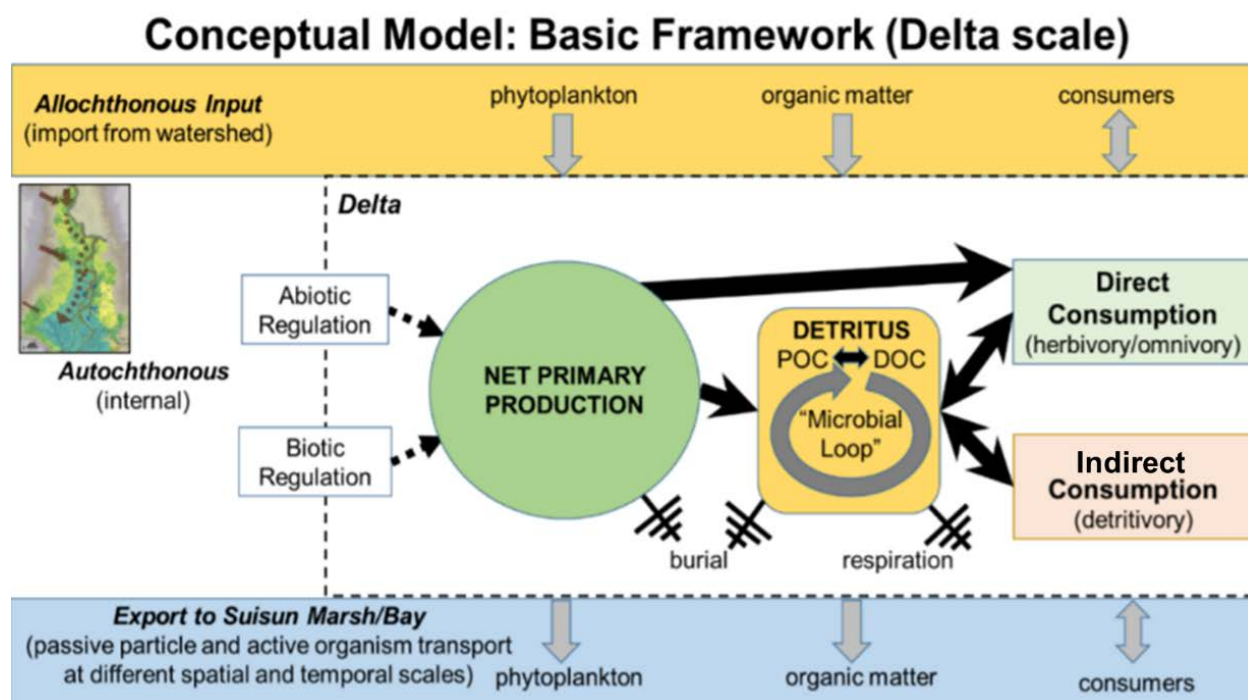 Conceptual Model: Basic Framework (Delta scale)
Allochthonous Input
(import from watershed)
phytoplankton
organic matter
consumers
Delta
Abiotic
Regulation
Autochthonous
(internal)
Biotic
Regulation
NET PRIMARY
PRODUCTION
DETRITUS
POC
DOC
“Microbial
Loop”
Direct
Consumption
(herbivory/omnivory)
Indirect
Consumption
(detritivory)
burial
respiration
Export to Suisun Marsh/Bay
(passive particle and active organism transport
at different spatial and temporal scales)
phytoplankton
organic matter
consumers